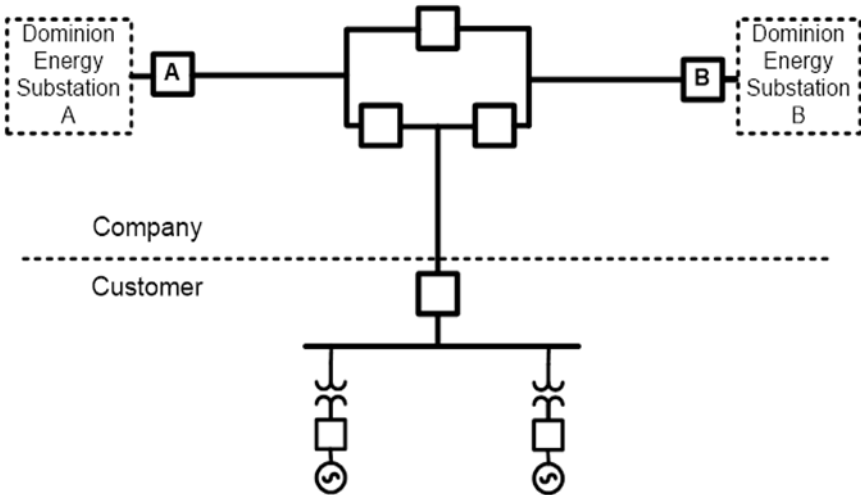 Dominion
Energy
Substation
A
A
B
Dominion
Energy
Substation
B
Company
Customer